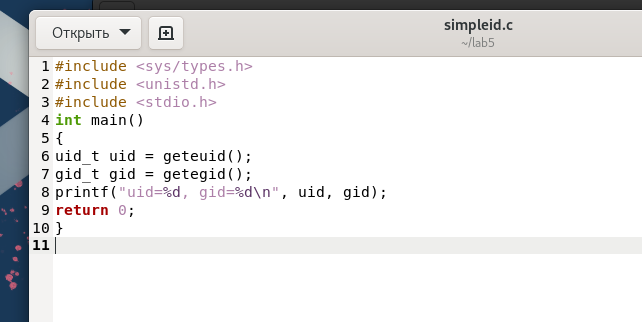 Открыть
simpleid.c
~/lab5
1 #include <sys/types.h>
2 #include <unistd.h>
3 #include <stdio.h>
4 int main()
5 {
6 uid_t uid = geteuid();
7 gid_t gid = getegid();
8 printf("uid=%d, gid=%d\n", uid, gid);
9 return 0;
10 }
11